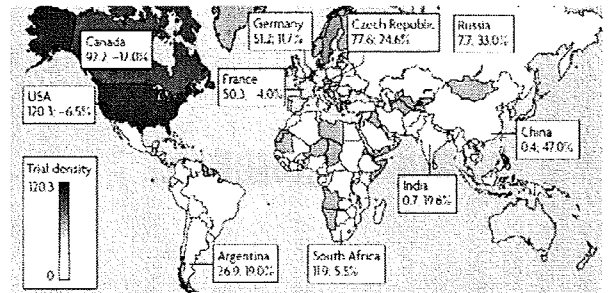 Germany
51.2; 11.7%
Czech Republic
77.6; 24.6%
Russia
7.7; 33.0%
Canada
92.2; -12.0%
France
50.3; -4.0%
USA
120.3; -6.5%
China
0.4; 47.0%
Trial density
120.3
0
India
0.7; 19.6%
Argentina
26.9; 19.0%
South Africa
11.9; 5.5%